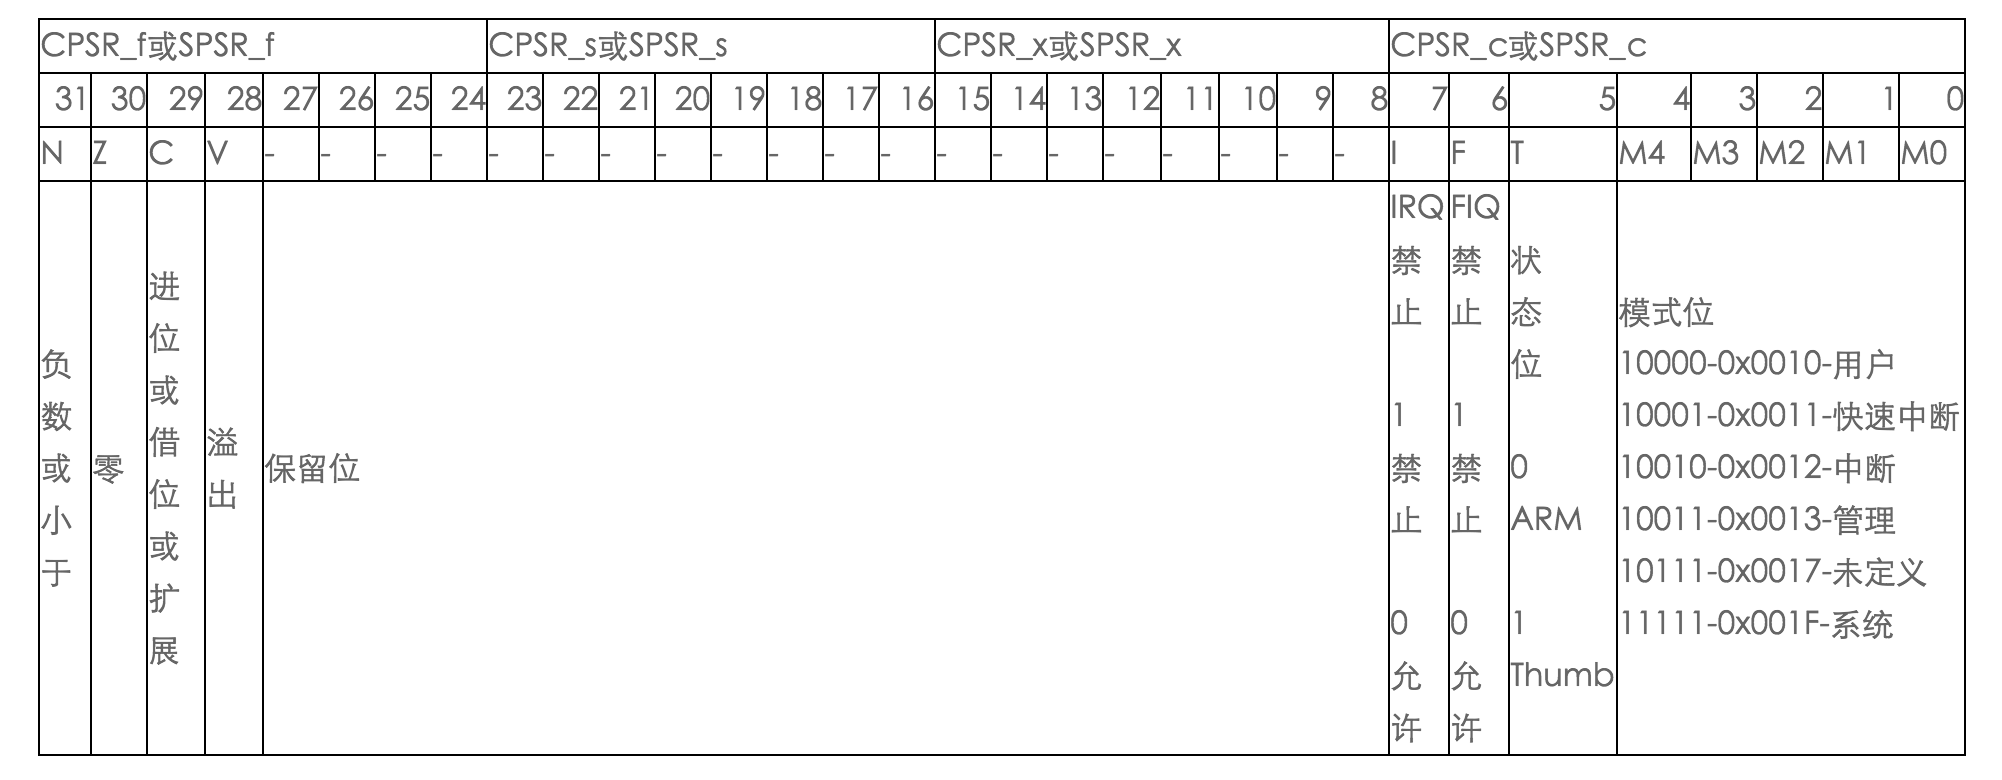 CPSR_f或SPSR_f CPSR_s或SPSR_s CPSR_x或SPSR_x CPSR_c或SPSR_c
31 30 29 28 27 26 25 24 23 22 21 20 19 18 17 16 15 14 13 12 11 10 9 8 7 6 5 4 3 2 1 0
N Z C V - - - - - - - - - - - - - - - - - - - - I F T M4 M3 M2 M1 M0
负
数
或
小
于
零
进
位
或
借
位
或
扩
展
溢
出
保留位
IRQ
禁
止
1
禁
止
0
允
许
FIQ
禁
止
1
禁
止
0
允
许
状
态
位
0
ARM
1
Thumb
模式位
10000-0x0010-用户
10001-0x0011-快速中断
10010-0x0012-中断
10011-0x0013-管理
10111-0x0017-未定义
11111-0x001F-系统